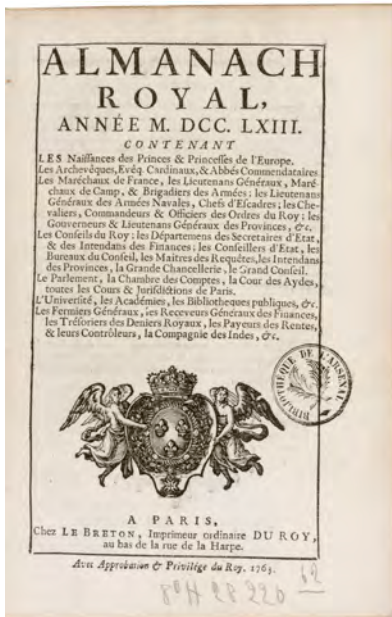 ALMANACH
ROYAL,
ANNÉE M. DCC. LXIII.
CONTENANT
LES Naissances des Princes & Princesses de l'Europe.
Les Archevêques, Evêq. Cardinaux, & Abbés Commendataires.
Les Maréchaux de France, les Lieutenans Généraux, Maré-
chaux de Camp, & Brigadiers des Armées; les Lieutenans
Généraux des Armées Navales, Chefs d'Escadres; les Che-
valiers, Commandeurs & Officiers des Ordres du Roy; les
Gouverneurs & Lieutenans Généraux des Provinces, &c.
Les Conseils du Roy; les Départemens des Secretaires d'Etat,
& des Intendans des Finances; les Conseillers d'Etat, les
Bureaux du Conseil, les Maitres des Requêtes, les Intendans
des Provinces, la Grande Chancellerie, le Grand Conseil.
Le Parlement, la Chambre des Comptes, la Cour des Aydes,
toutes les Cours & Jurisdictions de Paris.
L'Université, les Académies, les Bibliotheques publiques, &c.
Les Fermiers Généraux, les Receveurs Généraux des Finances,
les Trésoriers des Deniers Royaux, les Payeurs des Rentes,
& leurs Contrôleurs, la Compagnie des Indes, &c.
BIBLIOTHEQUE DE L'ARSENAL
A PARIS,
Chez LE BRETON, Imprimeur ordinaire DU ROY,
au bas de la rue de la Harpe.
Avec Approbation & Privilége du Roy. 1763.
8° H 28 220 62